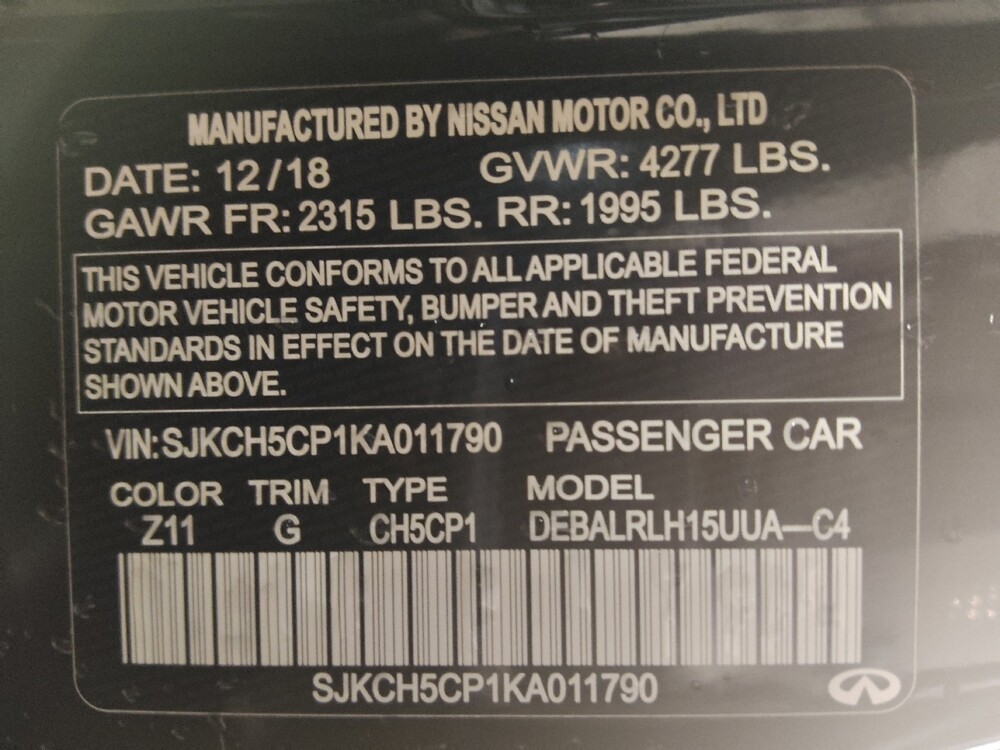 MANUFACTURED BY NISSAN MOTOR CO., LTD
DATE: 12/18 GVWR: 4277 LBS.
GAWR FR: 2315 LBS. RR: 1995 LBS.
THIS VEHICLE CONFORMS TO ALL APPLICABLE FEDERAL
MOTOR VEHICLE SAFETY, BUMPER AND THEFT PREVENTION
STANDARDS IN EFFECT ON THE DATE OF MANUFACTURE
SHOWN ABOVE.
VIN: SJKCH5CP1KA011790 PASSENGER CAR
COLOR TRIM TYPE MODEL
Z11 G CH5CP1 DEBALRLH15UUA—C4
SJKCH5CP1KA011790